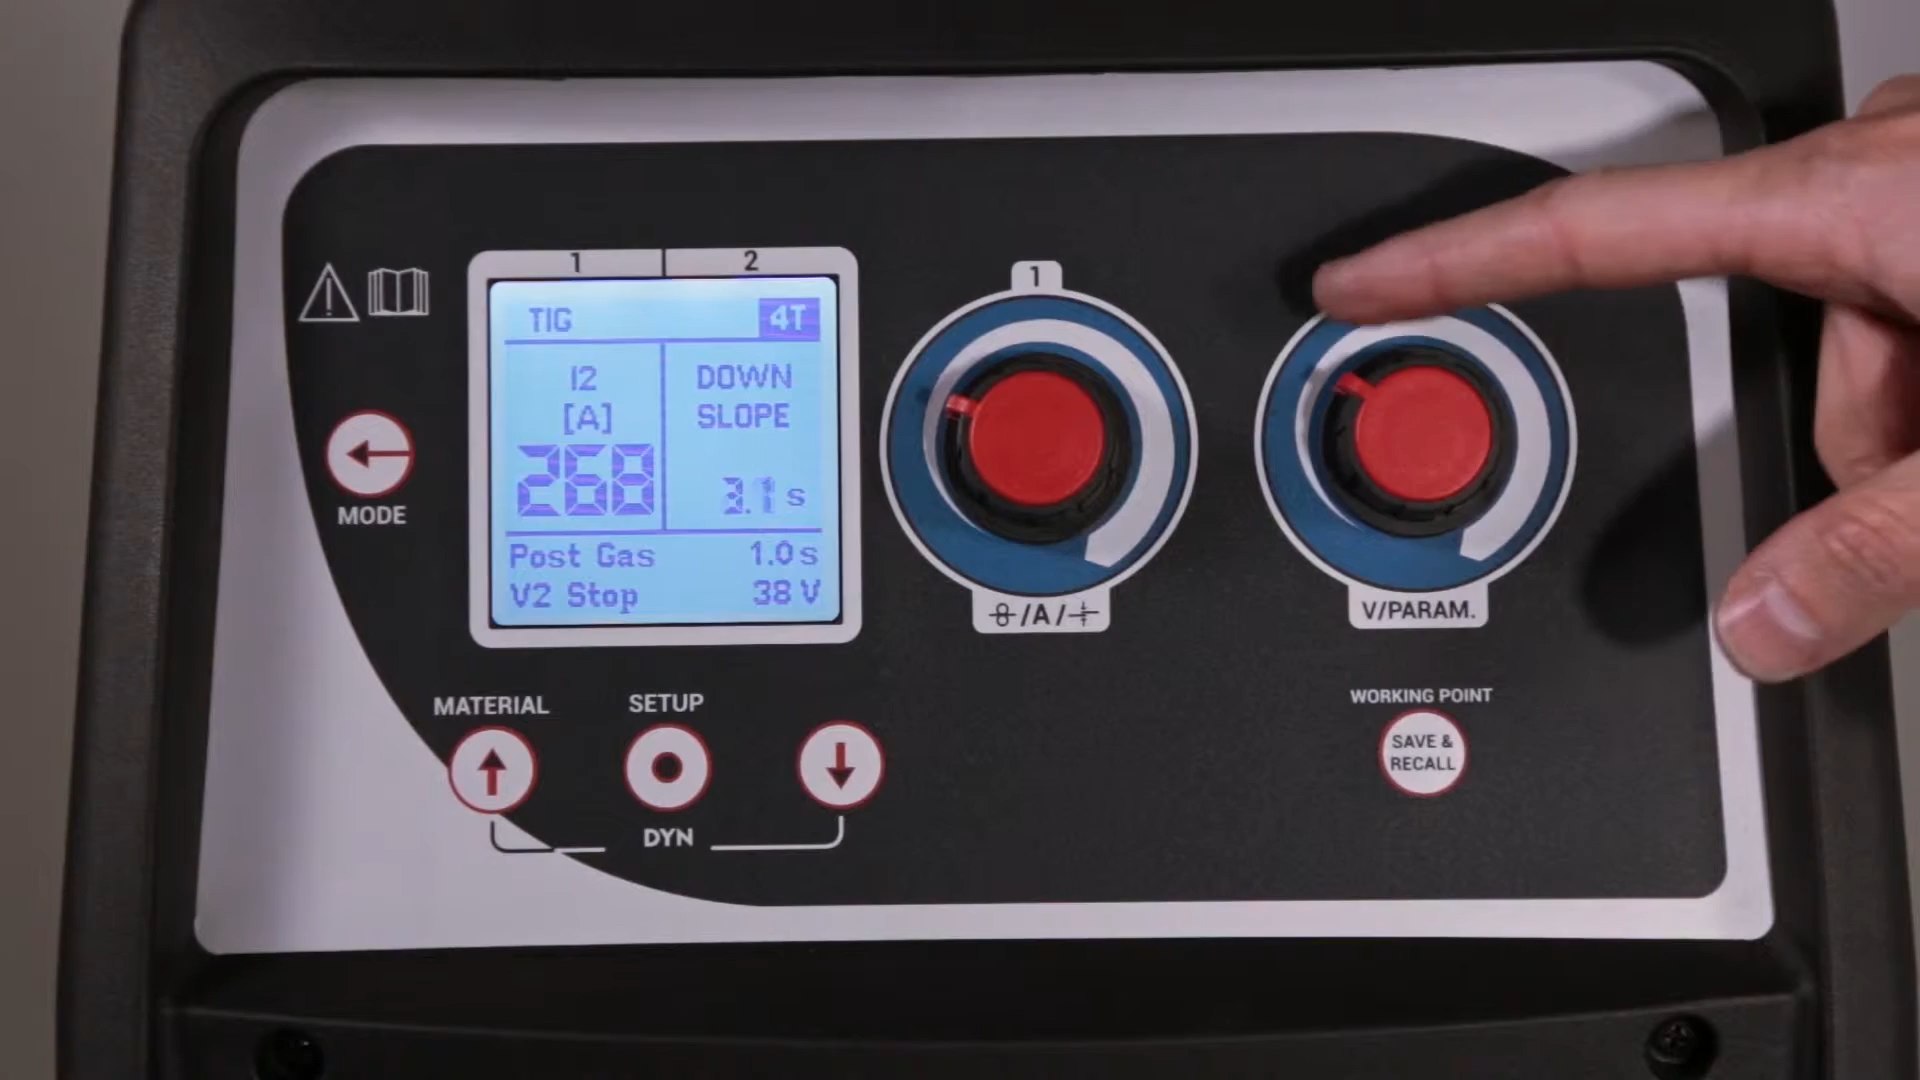 1 2
TIG 4T
I2
[A]
268
DOWN
SLOPE
3.1 s
Post Gas 1.0 s
V2 Stop 38 V
MODE
MATERIAL
SETUP
DYN
1
/A/
V/PARAM.
WORKING POINT
SAVE &
RECALL